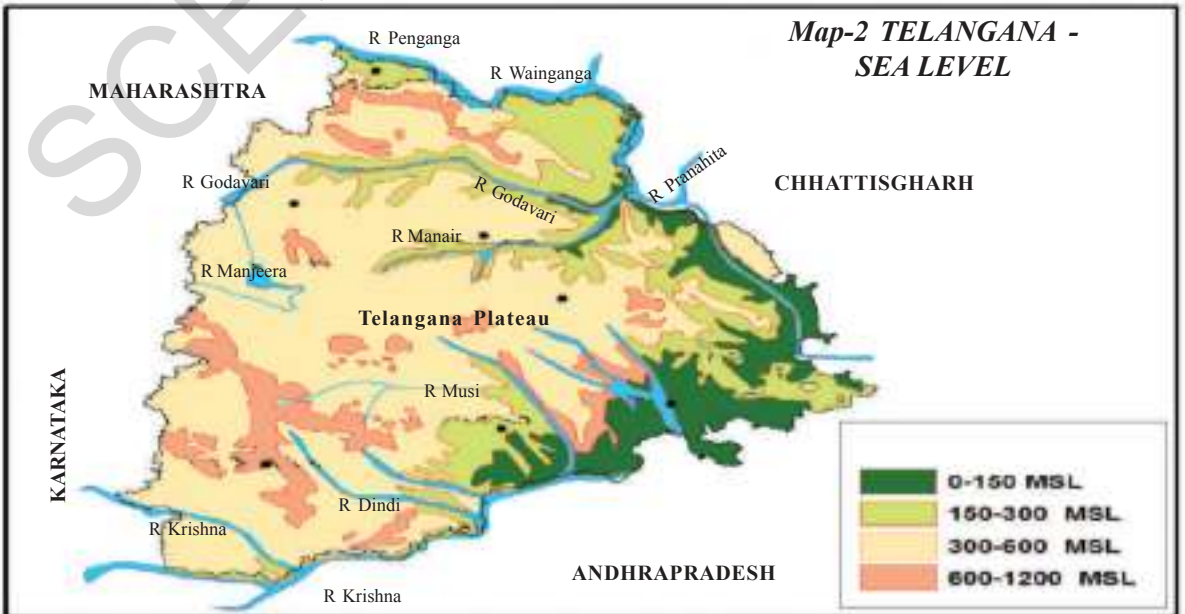 SCE
Map-2 TELANGANA -
SEA LEVEL
R Penganga
R Wainganga
MAHARASHTRA
R Pranahita
CHHATTISGHARH
R Godavari
R Godavari
R Manair
R Manjeera
Telangana Plateau
R Musi
KARNATAKA
R Dindi
R Krishna
ANDHRAPRADESH
R Krishna
0-150 MSL
150-300 MSL
300-600 MSL
600-1200 MSL